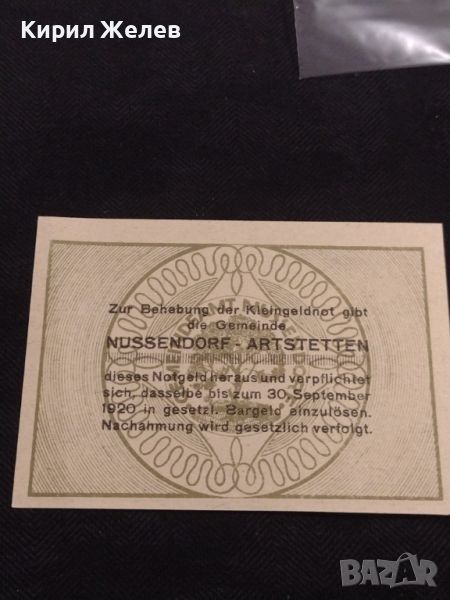 Кирил Желев
Zur Behebung der Kleingeldnot gibt
die Gemeinde
NUSSENDORF - ARTSTETTEN
dieses Notgeld heraus und verpflichtet
sich, dasselbe bis zum 30. September
1920 in gesetzl. Bargeld einzulösen.
Nachahmung wird gesetzlich verfolgt.
BAZAR